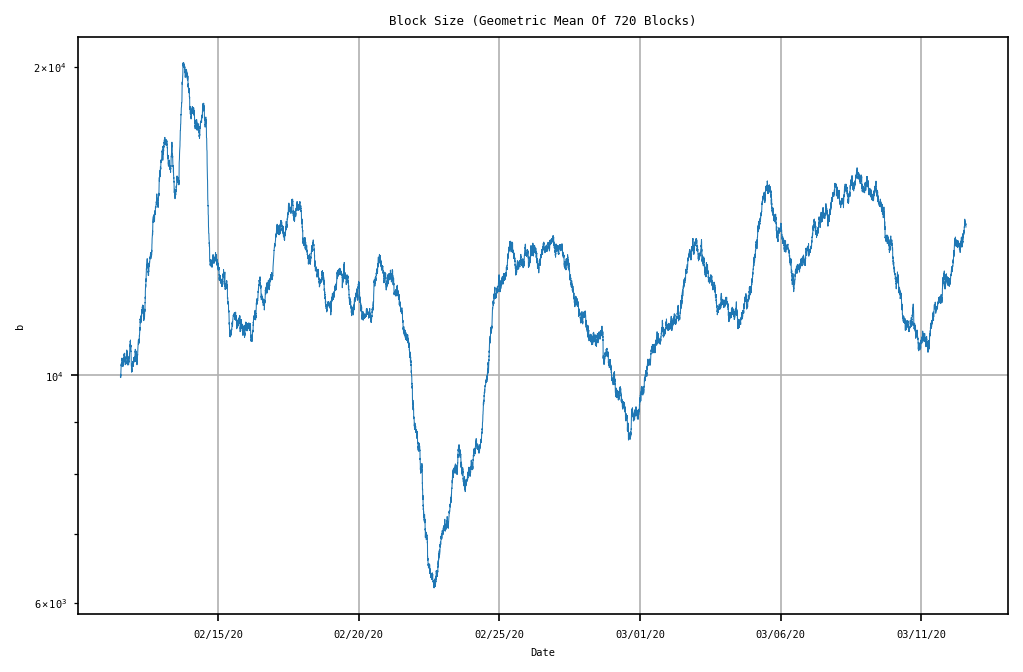 Block Size (Geometric Mean Of 720 Blocks)
2×10⁴
10⁴
6×10³
b
02/15/20 02/20/20 02/25/20 03/01/20 03/06/20 03/11/20
Date